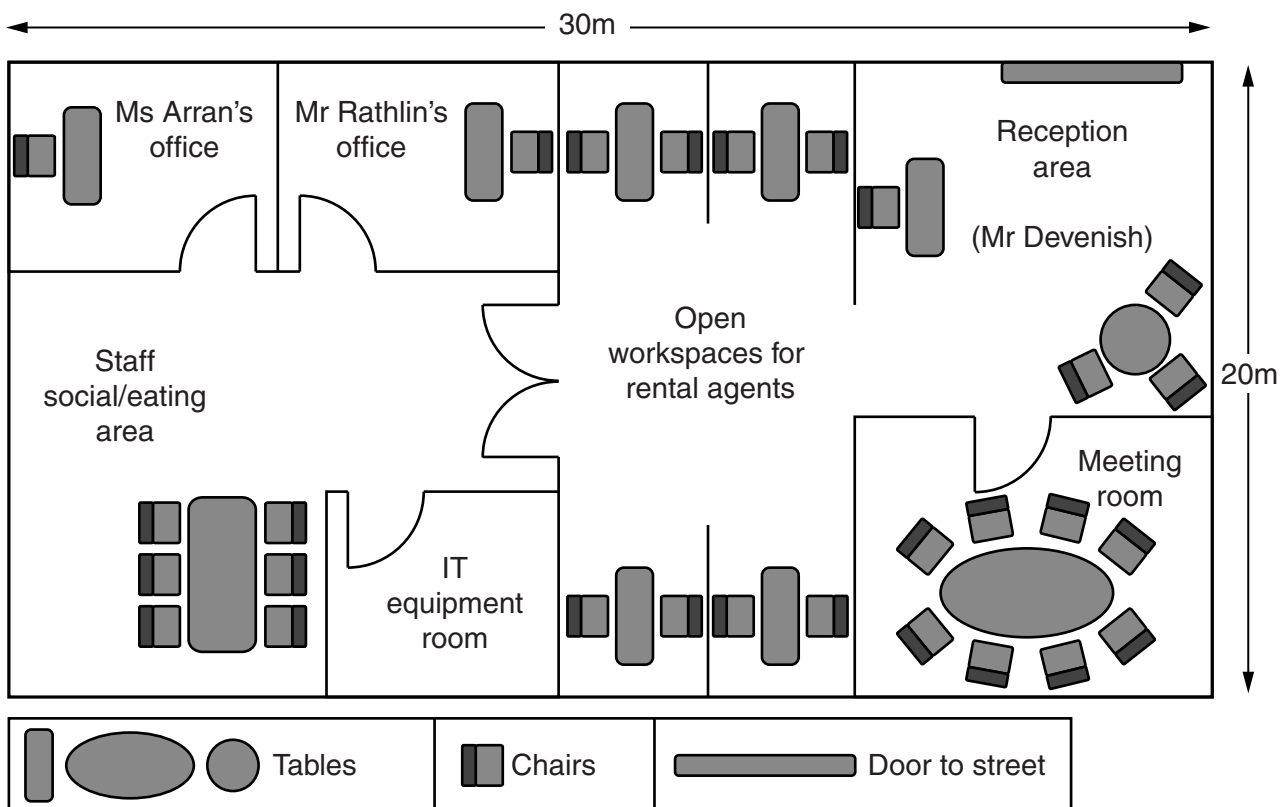 30m
Ms Arran’s
office
Mr Rathlin’s
office
Reception
area
(Mr Devenish)
Staff
social/eating
area
Open
workspaces for
rental agents
20m
IT
equipment
room
Meeting
room
Tables
Chairs
Door to street